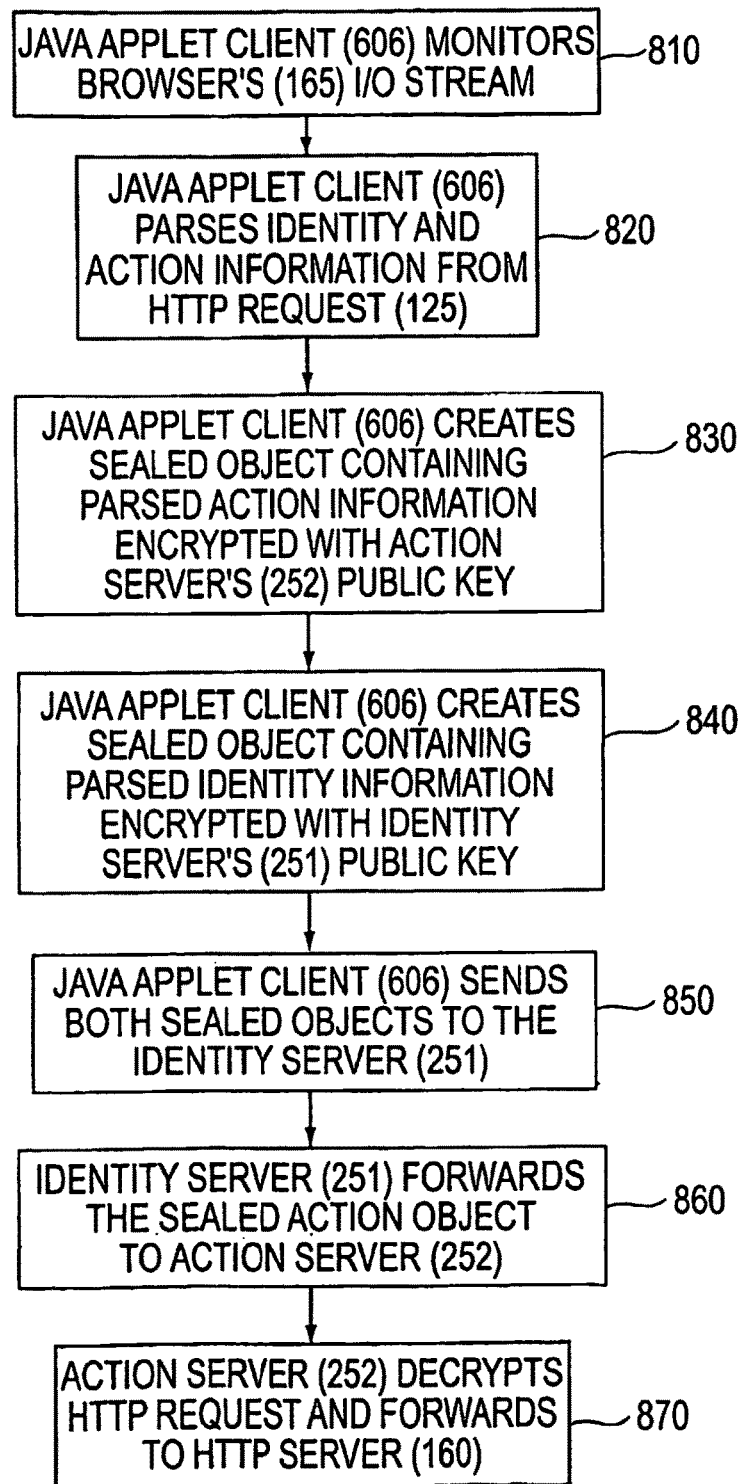 JAVA APPLET CLIENT (606) MONITORS
BROWSER'S (165) I/O STREAM
810
JAVA APPLET CLIENT (606)
PARSES IDENTITY AND
ACTION INFORMATION FROM
HTTP REQUEST (125)
820
JAVA APPLET CLIENT (606) CREATES
SEALED OBJECT CONTAINING
PARSED ACTION INFORMATION
ENCRYPTED WITH ACTION
SERVER'S (252) PUBLIC KEY
830
JAVA APPLET CLIENT (606) CREATES
SEALED OBJECT CONTAINING
PARSED IDENTITY INFORMATION
ENCRYPTED WITH IDENTITY
SERVER'S (251) PUBLIC KEY
840
JAVA APPLET CLIENT (606) SENDS
BOTH SEALED OBJECTS TO THE
IDENTITY SERVER (251)
850
IDENTITY SERVER (251) FORWARDS
THE SEALED ACTION OBJECT
TO ACTION SERVER (252)
860
ACTION SERVER (252) DECRYPTS
HTTP REQUEST AND FORWARDS
TO HTTP SERVER (160)
870